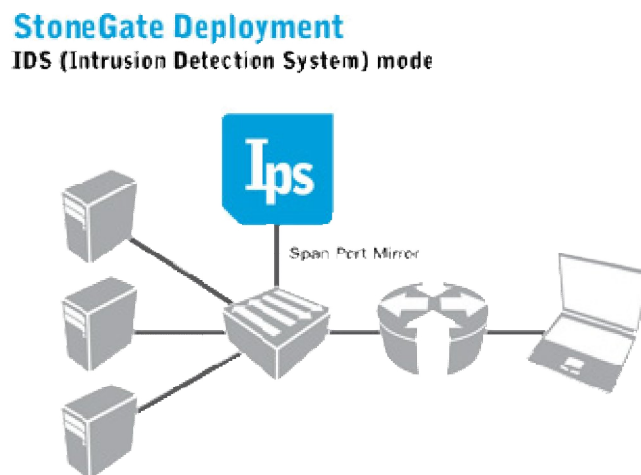 StoneGate Deployment
IDS (Intrusion Detection System) mode
Ips
Span Port Mirror